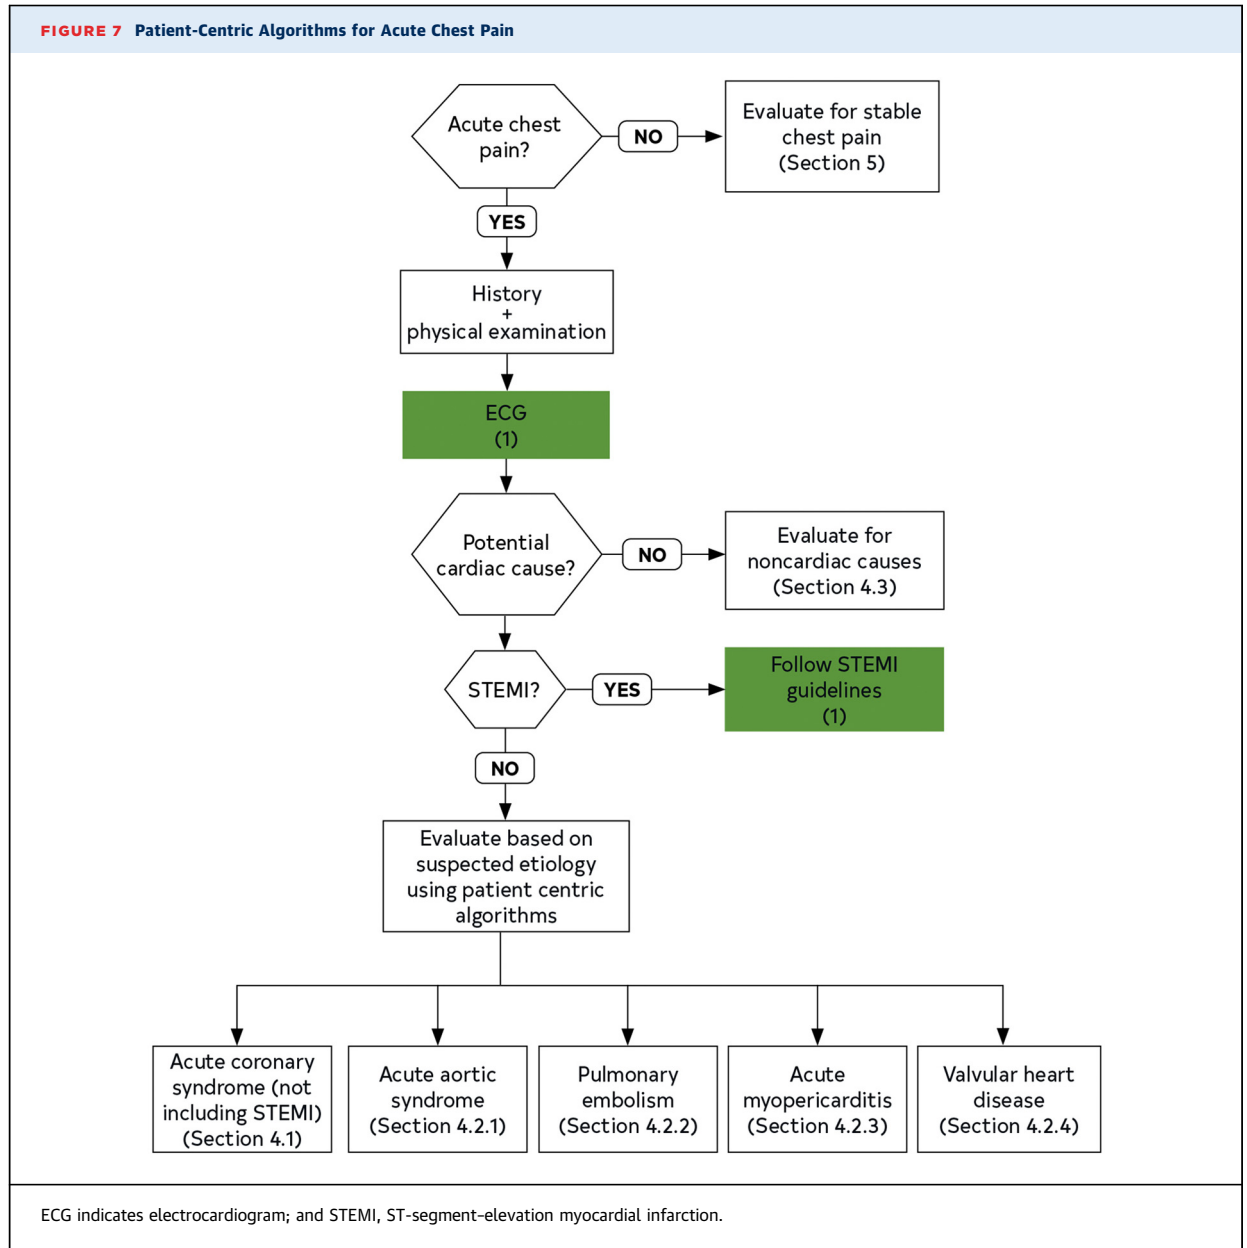 FIGURE 7 Patient-Centric Algorithms for Acute Chest Pain
Acute chest
pain?
NO
Evaluate for stable
chest pain
(Section 5)
YES
History
+
physical examination
ECG
(1)
Potential
cardiac cause?
NO
Evaluate for
noncardiac causes
(Section 4.3)
STEMI?
YES
Follow STEMI
guidelines
(1)
NO
Evaluate based on
suspected etiology
using patient centric
algorithms
Acute coronary
syndrome (not
including STEMI)
(Section 4.1)
Acute aortic
syndrome
(Section 4.2.1)
Pulmonary
embolism
(Section 4.2.2)
Acute
myopericarditis
(Section 4.2.3)
Valvular heart
disease
(Section 4.2.4)
ECG indicates electrocardiogram; and STEMI, ST-segment-elevation myocardial infarction.